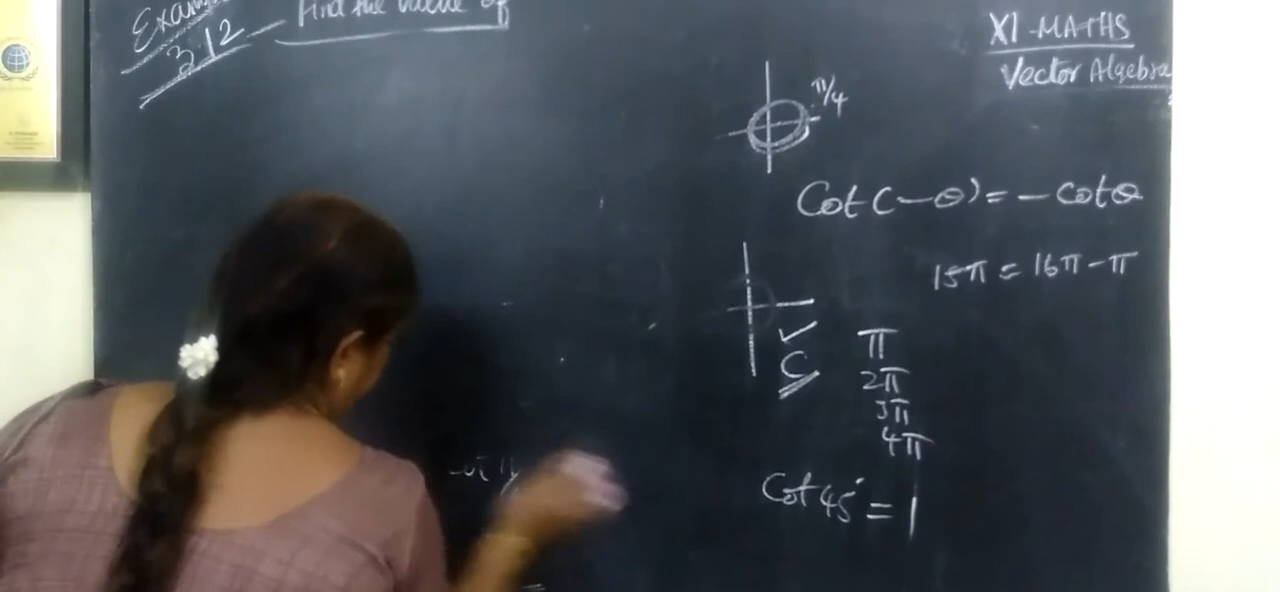 Exam
3.12
Find the value of
XI-MATHS
Vector Algebra
π/4
Cot(-θ) = -cotθ
15π = 16π-π
C
π
2π
3π
4π
Cot 45° = 1